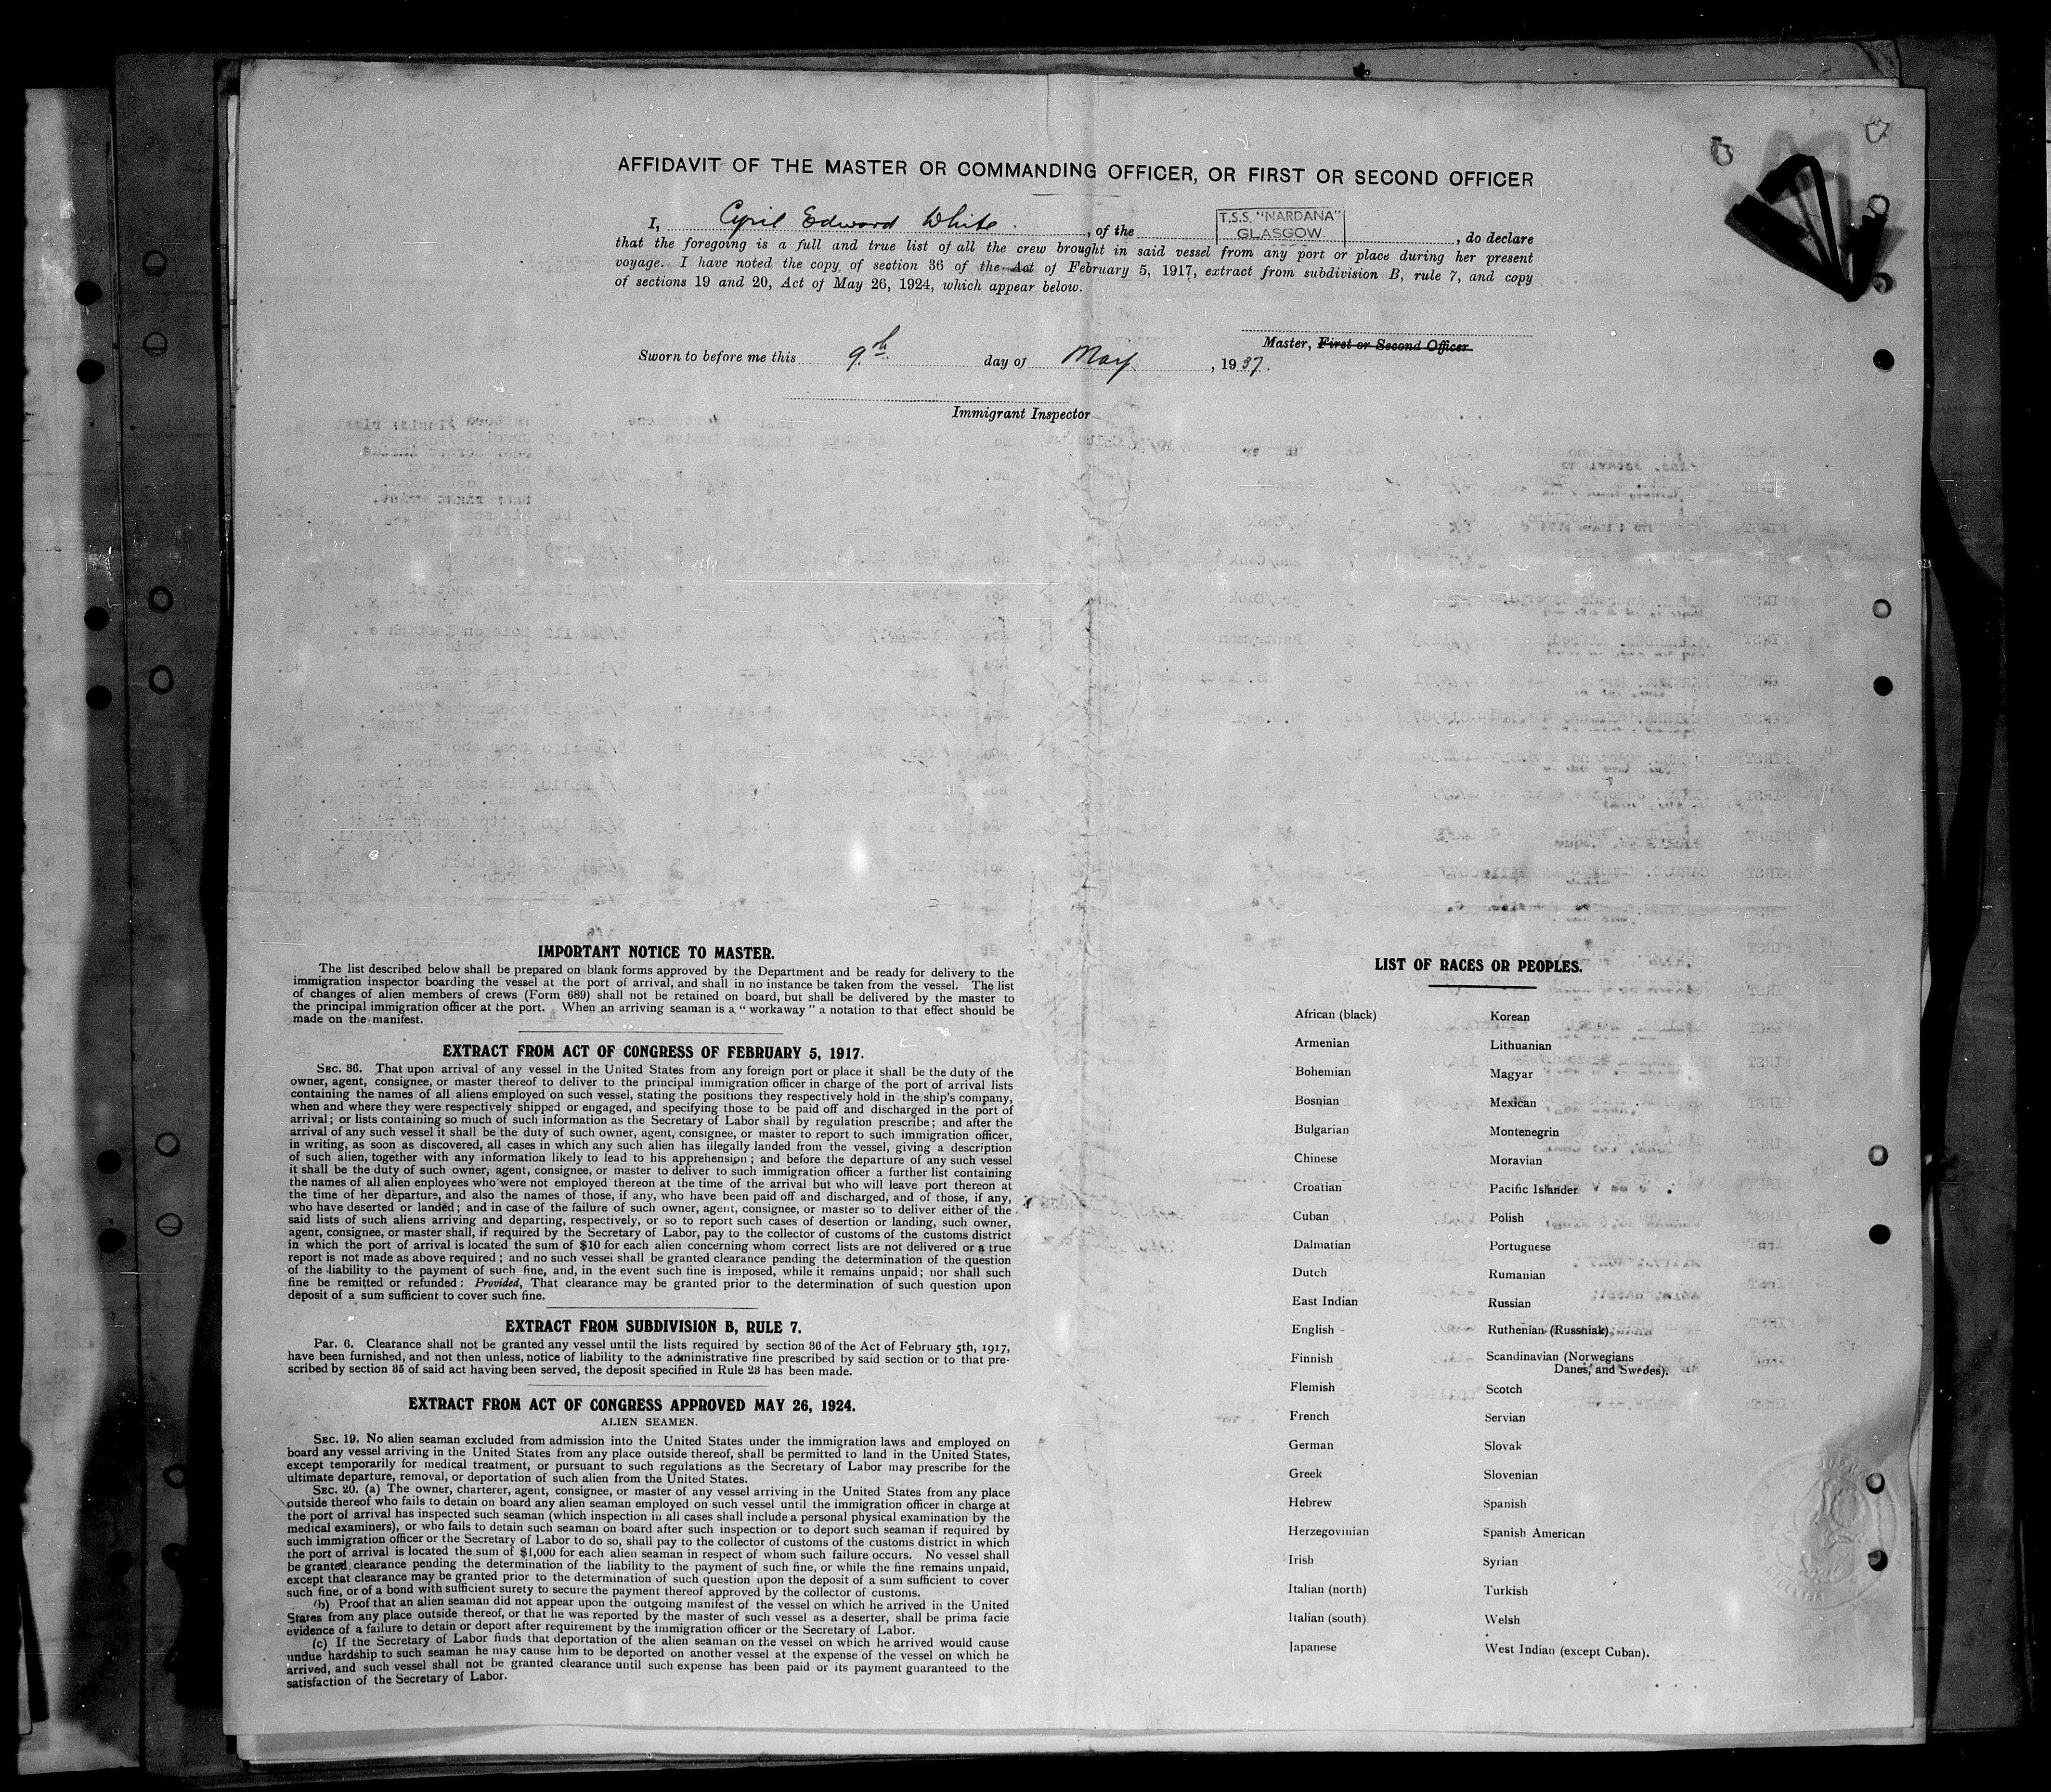 AFFIDAVIT OF THE MASTER OR COMMANDING OFFICER, OR FIRST OR SECOND OFFICER
I, Cyril Edward White. , of the T.S.S. "NARDANA" GLASGOW. , do declare
that the foregoing is a full and true list of all the crew brought in said vessel from any port or place during her present
voyage. I have noted the copy of section 36 of the Act of February 5, 1917, extract from subdivision B, rule 7, and copy
of sections 19 and 20, Act of May 26, 1924, which appear below.
Master, First or Second Officer
Sworn to before me this 9th day of May , 1937.
Immigrant Inspector
IMPORTANT NOTICE TO MASTER.
The list described below shall be prepared on blank forms approved by the Department and be ready for delivery to the
immigration inspector boarding the vessel at the port of arrival, and shall in no instance be taken from the vessel. The list
of changes of alien members of crews (Form 689) shall not be retained on board, but shall be delivered by the master to
the principal immigration officer at the port. When an arriving seaman is a " workaway " a notation to that effect should be
made on the manifest.
EXTRACT FROM ACT OF CONGRESS OF FEBRUARY 5, 1917.
SEC. 36. That upon arrival of any vessel in the United States from any foreign port or place it shall be the duty of the
owner, agent, consignee, or master thereof to deliver to the principal immigration officer in charge of the port of arrival lists
containing the names of all aliens employed on such vessel, stating the positions they respectively hold in the ship's company,
when and where they were respectively shipped or engaged, and specifying those to be paid off and discharged in the port of
arrival ; or lists containing so much of such information as the Secretary of Labor shall by regulation prescribe ; and after the
arrival of any such vessel it shall be the duty of such owner, agent, consignee, or master to report to such immigration officer,
in writing, as soon as discovered, all cases in which any such alien has illegally landed from the vessel, giving a description
of such alien, together with any information likely to lead to his apprehension ; and before the departure of any such vessel
it shall be the duty of such owner, agent, consignee, or master to deliver to such immigration officer a further list containing
the names of all alien enployees who were not employed thereon at the time of the arrival but who will leave port thereon at
the time of her departure, and also the names of those, if any, who have been paid off and discharged, and of those, if any,
who have deserted or landed ; and in case of the failure of such owner, agent, consignee, or master so to deliver either of the
said lists of such aliens arriving and departing, respectively, or so to report such cases of desertion or landing, such owner,
agent, consignee, or master shall, if required by the Secretary of Labor, pay to the collector of customs of the customs district
in which the port of arrival is located the sum of $10 for each alien concerning whom correct lists are not delivered or a true
report is not made as above required ; and no such vessel shall be granted clearance pending the determination of the question
of the liability to the payment of such fine, and, in the event such fine is imposed, while it remains unpaid ; nor shall such
fine be remitted or refunded : Provided, That clearance may be granted prior to the determination of such question upon
deposit of a sum sufficient to cover such fine.
EXTRACT FROM SUBDIVISION B, RULE 7.
Par. 6. Clearance shall not be granted any vessel until the lists required by section 36 of the Act of February 5th, 1917,
have been furnished, and not then unless, notice of liability to the administrative fine prescribed by said section or to that pre-
scribed by section 35 of said act having been served, the deposit specified in Rule 28 has been made.
EXTRACT FROM ACT OF CONGRESS APPROVED MAY 26, 1924.
ALIEN SEAMEN.
SEC. 19. No alien seaman excluded from admission into the United States under the immigration laws and employed on
board any vessel arriving in the United States from any place outside thereof, shall be permitted to land in the United States,
except temporarily for medical treatment, or pursuant to such regulations as the Secretary of Labor may prescribe for the
ultimate departure, removal, or deportation of such alien from the United States.
SEC. 20. (a) The owner, charterer, agent, consignee, or master of any vessel arriving in the United States from any place
outside thereof who fails to detain on board any alien seaman employed on such vessel until the immigration officer in charge at
the port of arrival has inspected such seaman (which inspection in all cases shall include a personal physical examination by the
medical examiners), or who fails to detain such seaman on board after such inspection or to deport such seaman if required by
such immigration officer or the Secretary of Labor to do so, shall pay to the collector of customs of the customs district in which
the port of arrival is located the sum of $1,000 for each alien seaman in respect of whom such failure occurs. No vessel shall
be granted clearance pending the determination of the liability to the payment of such fine, or while the fine remains unpaid,
except that clearance may be granted prior to the determination of such question upon the deposit of a sum sufficient to cover
such fine, or of a bond with sufficient surety to secure the payment thereof approved by the collector of customs.
(b) Proof that an alien seaman did not appear upon the outgoing manifest of the vessel on which he arrived in the United
States from any place outside thereof, or that he was reported by the master of such vessel as a deserter, shall be prima facie
evidence of a failure to detain or deport after requirement by the immigration officer or the Secretary of Labor.
(c) If the Secretary of Labor finds that deportation of the alien seaman on the vessel on which he arrived would cause
undue hardship to such seaman he may cause him to be deported on another vessel at the expense of the vessel on which he
arrived, and such vessel shall not be granted clearance until such expense has been paid or its payment guaranteed to the
satisfaction of the Secretary of Labor.
LIST OF RACES OR PEOPLES.
African (black)
Armenian
Bohemian
Bosnian
Bulgarian
Chinese
Croatian
Cuban
Dalmatian
Dutch
East Indian
English
Finnish
Flemish
French
German
Greek
Hebrew
Herzegovinian
Irish
Italian (north)
Italian (south)
Japanese
Korean
Lithuanian
Magyar
Mexican
Montenegrin
Moravian
Pacific Islander
Polish
Portuguese
Rumanian
Russian
Ruthenian (Russniak)
Scandinavian (Norwegians
Danes, and Swedes).
Scotch
Servian
Slovak
Slovenian
Spanish
Spanish American
Syrian
Turkish
Welsh
West Indian (except Cuban).